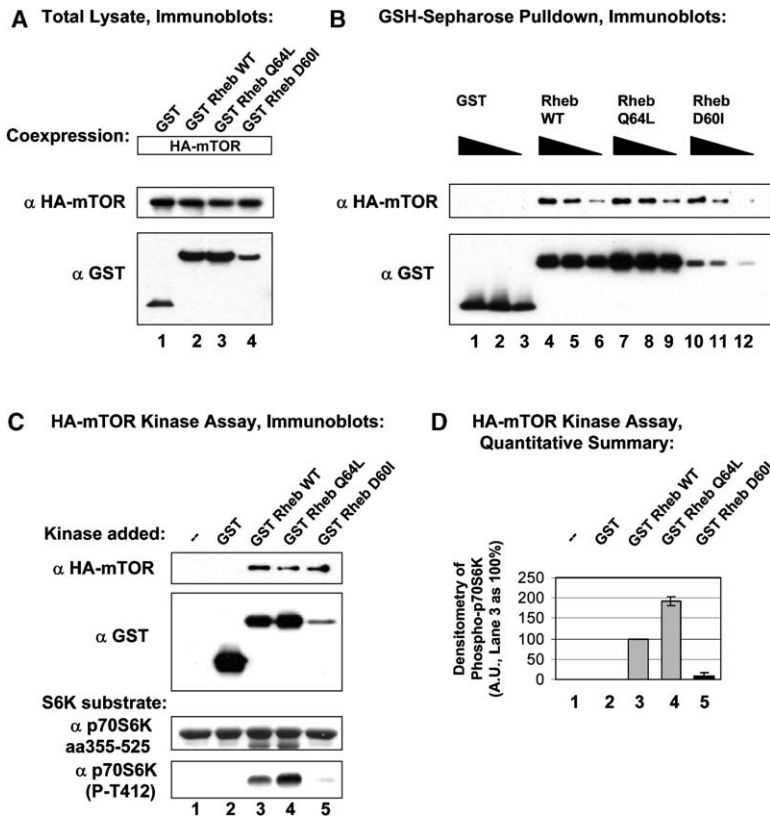 A Total Lysate, Immunoblots:
GST
GST Rheb WT
GST Rheb Q64L
GST Rheb D60I
Coexpression:
HA-mTOR
α HA-mTOR
α GST
1 2 3 4
B GSH-Sepharose Pulldown, Immunoblots:
GST
Rheb WT
Rheb Q64L
Rheb D60I
α HA-mTOR
α GST
1 2 3 4 5 6 7 8 9 10 11 12
C HA-mTOR Kinase Assay, Immunoblots:
Kinase added:
--
GST
GST Rheb WT
GST Rheb Q64L
GST Rheb D60I
α HA-mTOR
α GST
S6K substrate:
α p70S6K
aa355-525
α p70S6K
(P-T412)
1 2 3 4 5
D HA-mTOR Kinase Assay,
Quantitative Summary:
--
GST
GST Rheb WT
GST Rheb Q64L
GST Rheb D60I
Densitometry of
Phospho-p70S6K
(A.U., Lane 3 as 100%)
250
200
150
100
50
0
1 2 3 4 5